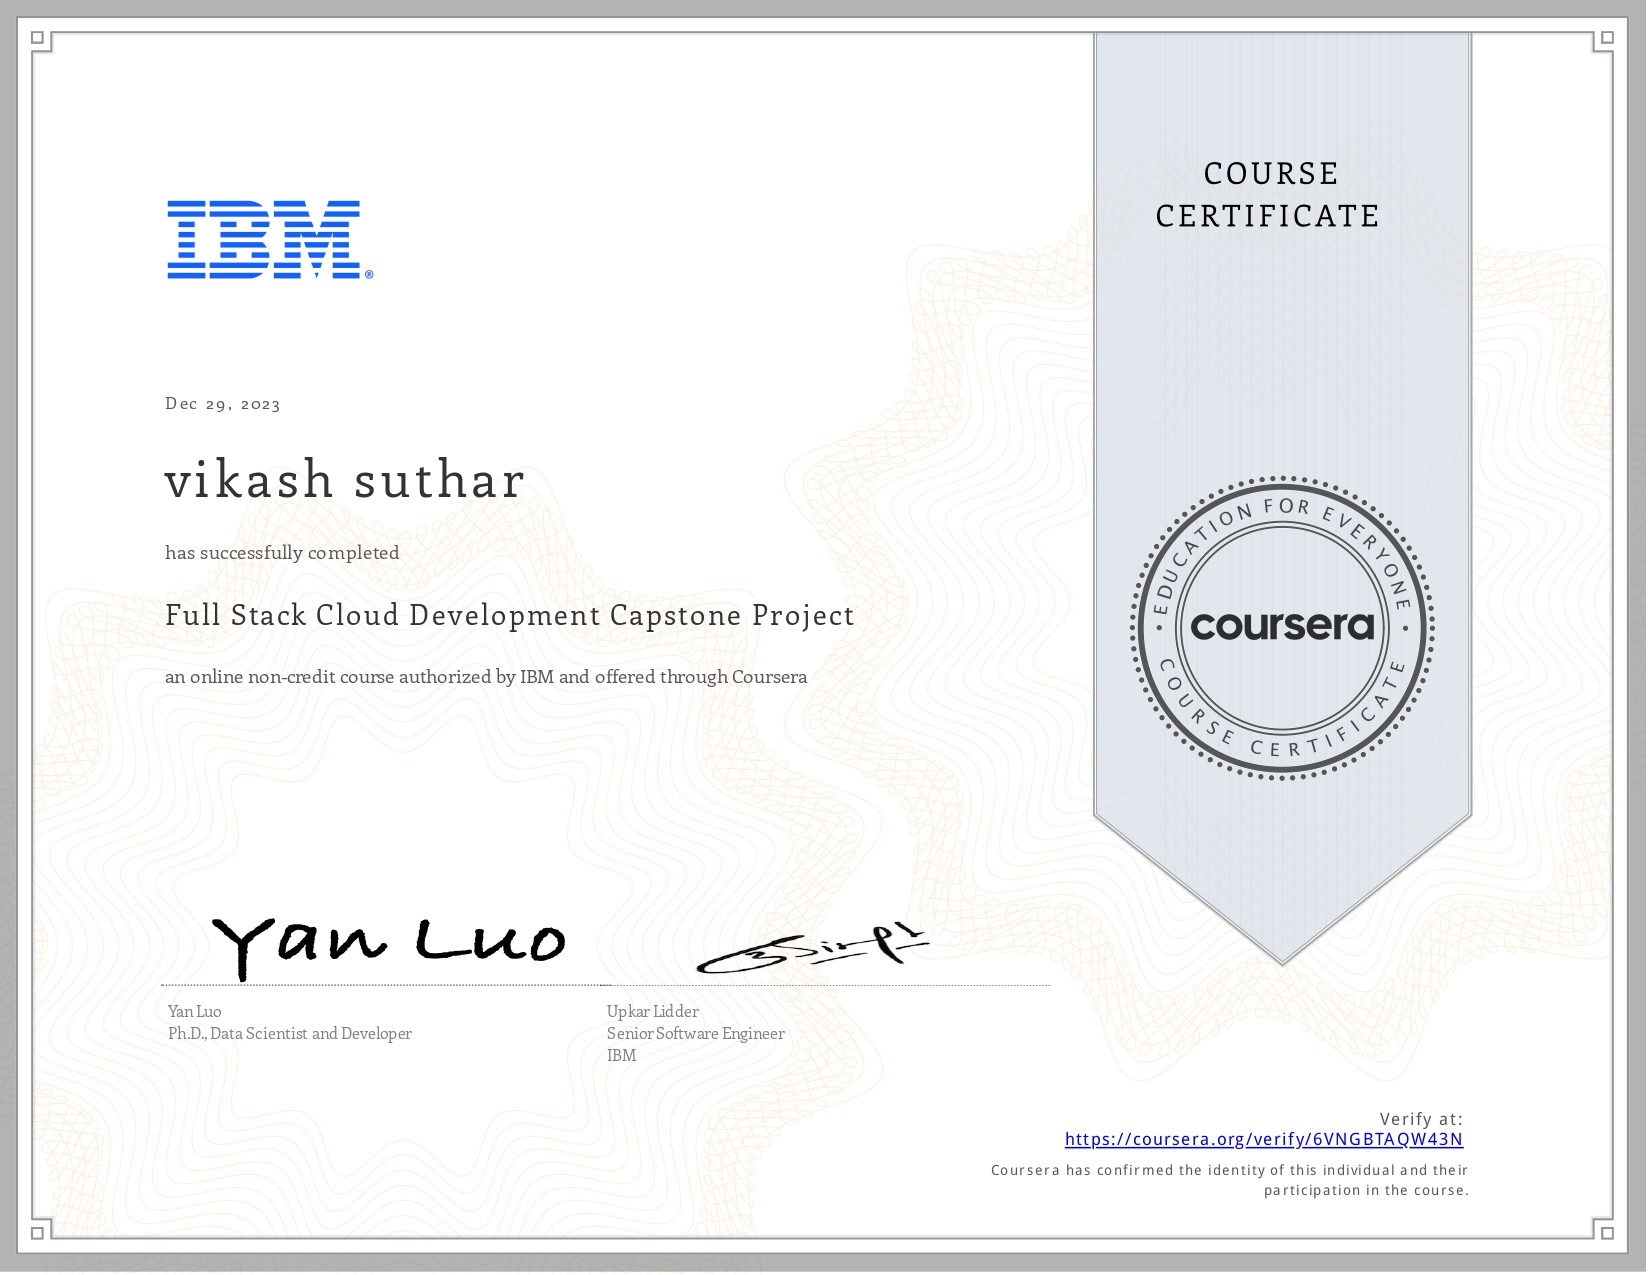 COURSE
CERTIFICATE
IBM®
Dec 29, 2023
vikash suthar
has successfully completed
Full Stack Cloud Development Capstone Project
an online non-credit course authorized by IBM and offered through Coursera
EDUCATION FOR EVERYONE
coursera
COURSE CERTIFICATE
Yan Luo
Yan Luo
Ph.D., Data Scientist and Developer
Upkar Lidder
Senior Software Engineer
IBM
Verify at:
https://coursera.org/verify/6VNGBTAQW43N
Coursera has confirmed the identity of this individual and their
participation in the course.